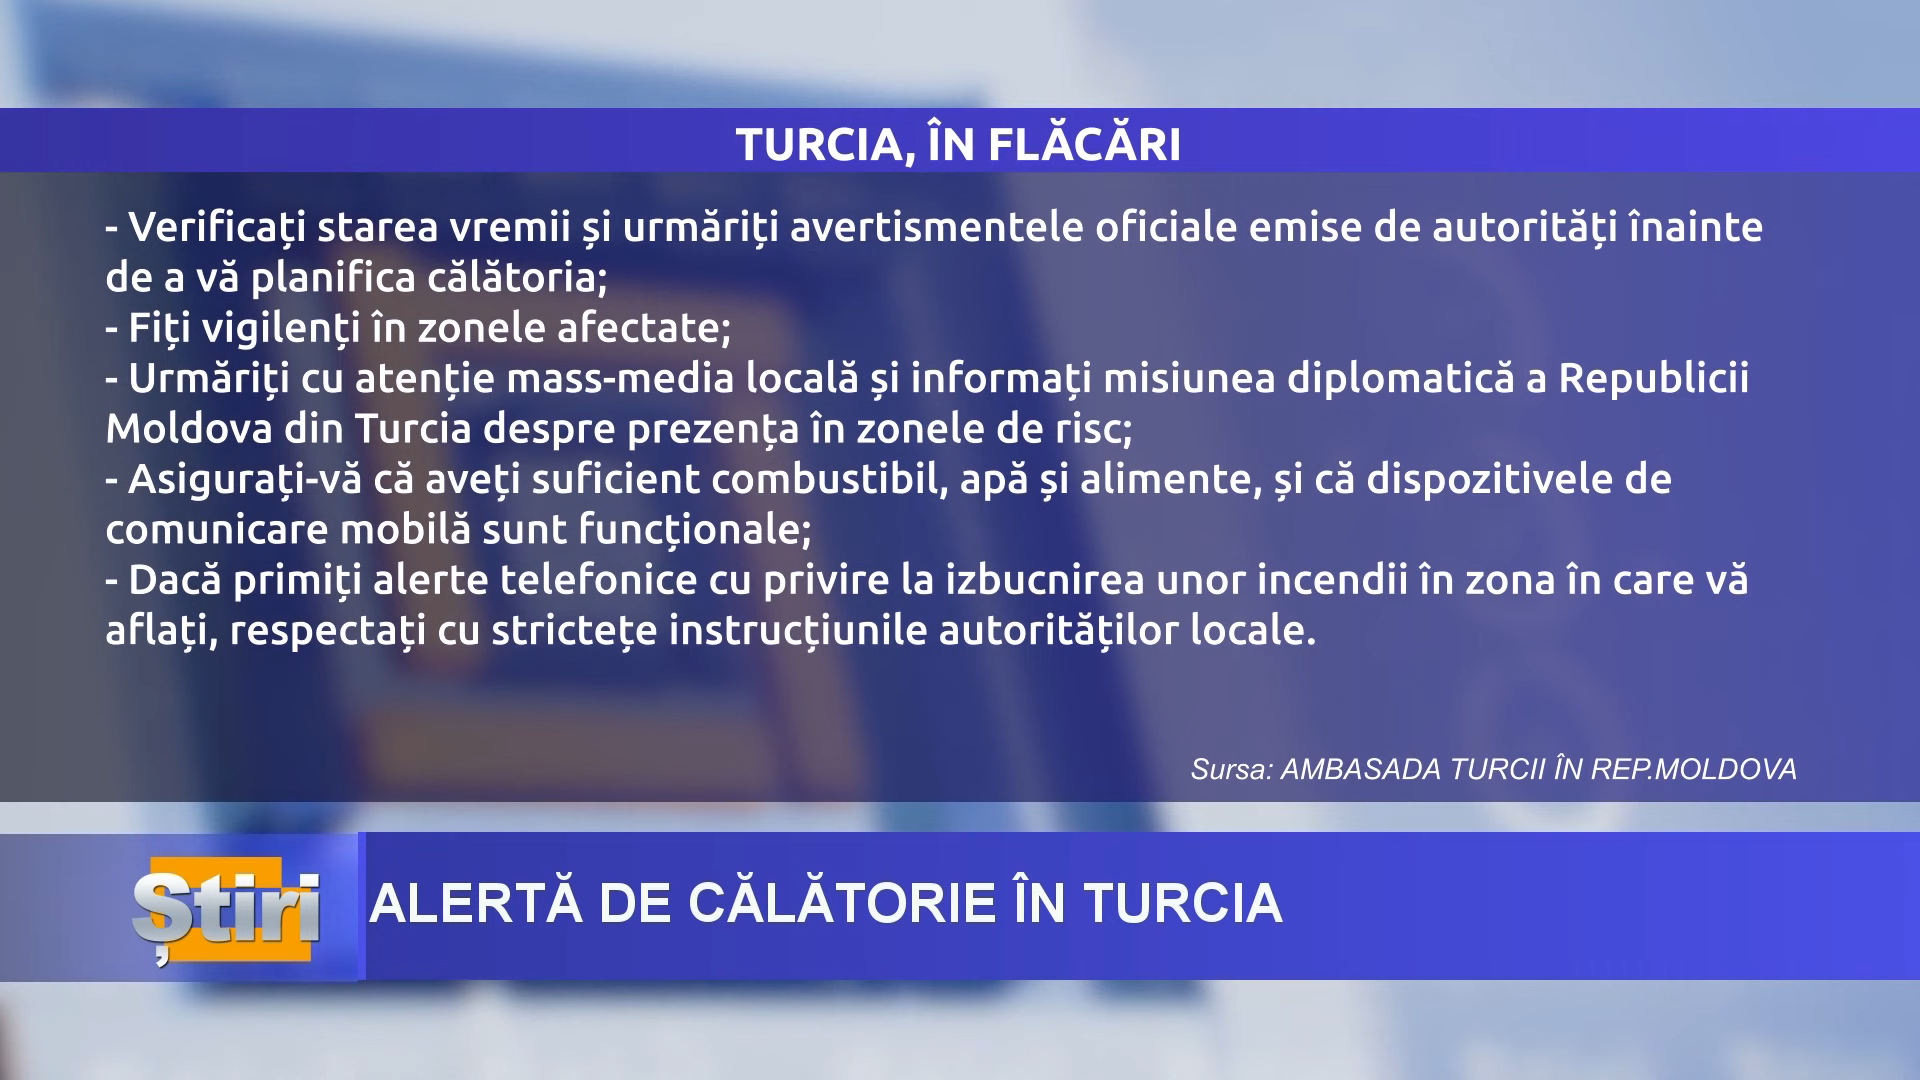 TURCIA, ÎN FLĂCĂRI
- Verificați starea vremii și urmăriți avertismentele oficiale emise de autorități înainte
de a vă planifica călătoria;
- Fiți vigilenți în zonele afectate;
- Urmăriți cu atenție mass-media locală și informați misiunea diplomatică a Republicii
Moldova din Turcia despre prezența în zonele de risc;
- Asigurați-vă că aveți suficient combustibil, apă și alimente, și că dispozitivele de
comunicare mobilă sunt funcționale;
- Dacă primiți alerte telefonice cu privire la izbucnirea unor incendii în zona în care vă
aflați, respectați cu strictețe instrucțiunile autorităților locale.
Sursa: AMBASADA TURCII ÎN REP.MOLDOVA
Știri
ALERTĂ DE CĂLĂTORIE ÎN TURCIA